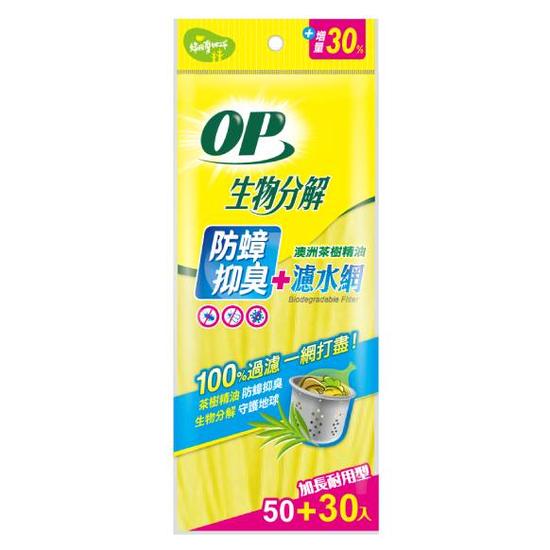 綠的寶地球
+增量30%
OP
生物分解
防蟑
抑臭
+
澳洲茶樹精油
濾水網
Biodegradable Filter
100%過濾 一網打盡!
茶樹精油 防蟑抑臭
生物分解 守護地球
加長耐用型
50+30入